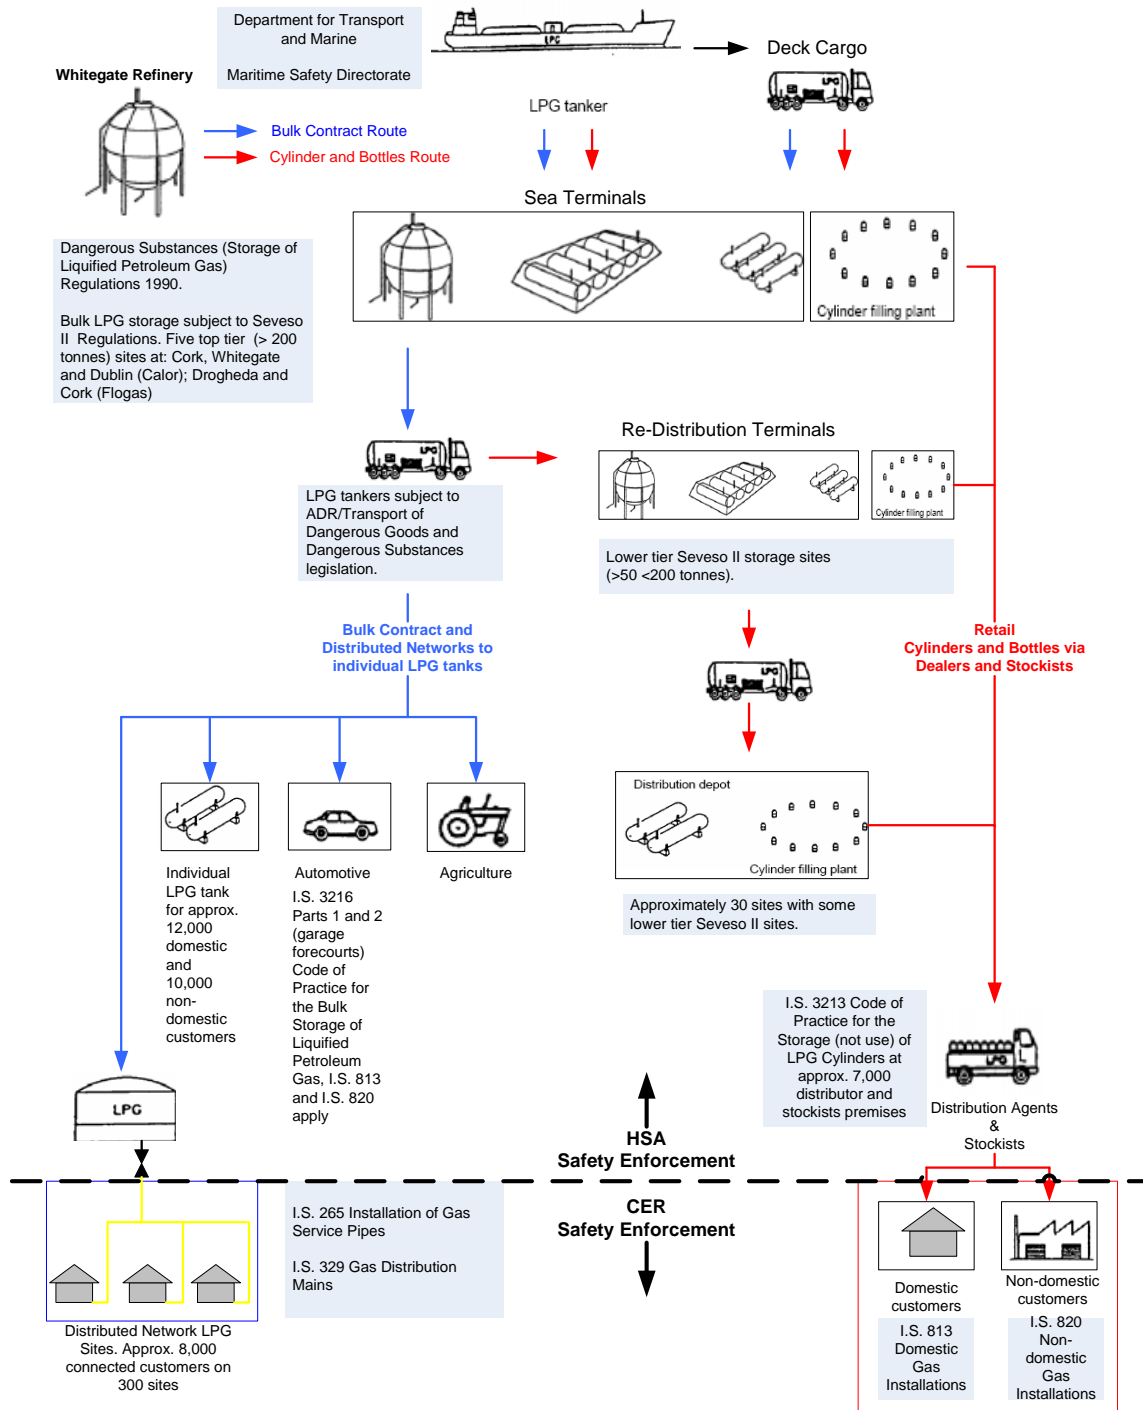 Department for Transport
and Marine
Maritime Safety Directorate
LPG
Deck Cargo
LPG
Whitegate Refinery
LPG tanker
Bulk Contract Route
Cylinder and Bottles Route
Sea Terminals
Cylinder filling plant
Dangerous Substances (Storage of
Liquified Petroleum Gas)
Regulations 1990.
Bulk LPG storage subject to Seveso
II Regulations. Five top tier (> 200
tonnes) sites at: Cork, Whitegate
and Dublin (Calor); Drogheda and
Cork (Flogas)
LPG
Re-Distribution Terminals
Cylinder filling plant
LPG tankers subject to
ADR/Transport of
Dangerous Goods and
Dangerous Substances
legislation.
Lower tier Seveso II storage sites
(>50 <200 tonnes).
Bulk Contract and
Distributed Networks to
individual LPG tanks
Retail
Cylinders and Bottles via
Dealers and Stockists
LPG
Distribution depot
Cylinder filling plant
Approximately 30 sites with some
lower tier Seveso II sites.
Individual
LPG tank
for approx.
12,000
domestic
and
10,000
non-
domestic
customers
Automotive
I.S. 3216
Parts 1 and 2
(garage
forecourts)
Code of
Practice for
the Bulk
Storage of
Liquified
Petroleum
Gas, I.S. 813
and I.S. 820
apply
Agriculture
I.S. 3213 Code of
Practice for the
Storage (not use) of
LPG Cylinders at
approx. 7,000
distributor and
stockists premises
LPG
Distribution Agents
&
Stockists
LPG
HSA
Safety Enforcement
CER
Safety Enforcement
I.S. 265 Installation of Gas
Service Pipes
I.S. 329 Gas Distribution
Mains
Distributed Network LPG
Sites. Approx. 8,000
connected customers on
300 sites
Domestic
customers
I.S. 813
Domestic
Gas
Installations
Non-domestic
customers
I.S. 820
Non-
domestic
Gas
Installations